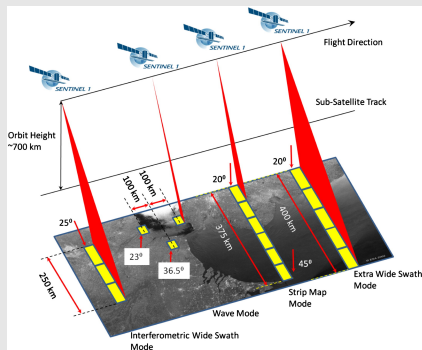 SENTINEL 1
SENTINEL 1
SENTINEL 1
SENTINEL 1
Flight Direction
Sub-Satellite Track
Orbit Height
~700 km
100 km
100 km
20⁰
20⁰
25⁰
23⁰
36.5⁰
375 km
400 km
45⁰
250 km
Extra Wide Swath
Mode
Strip Map
Mode
Wave Mode
Interferometric Wide Swath
Mode